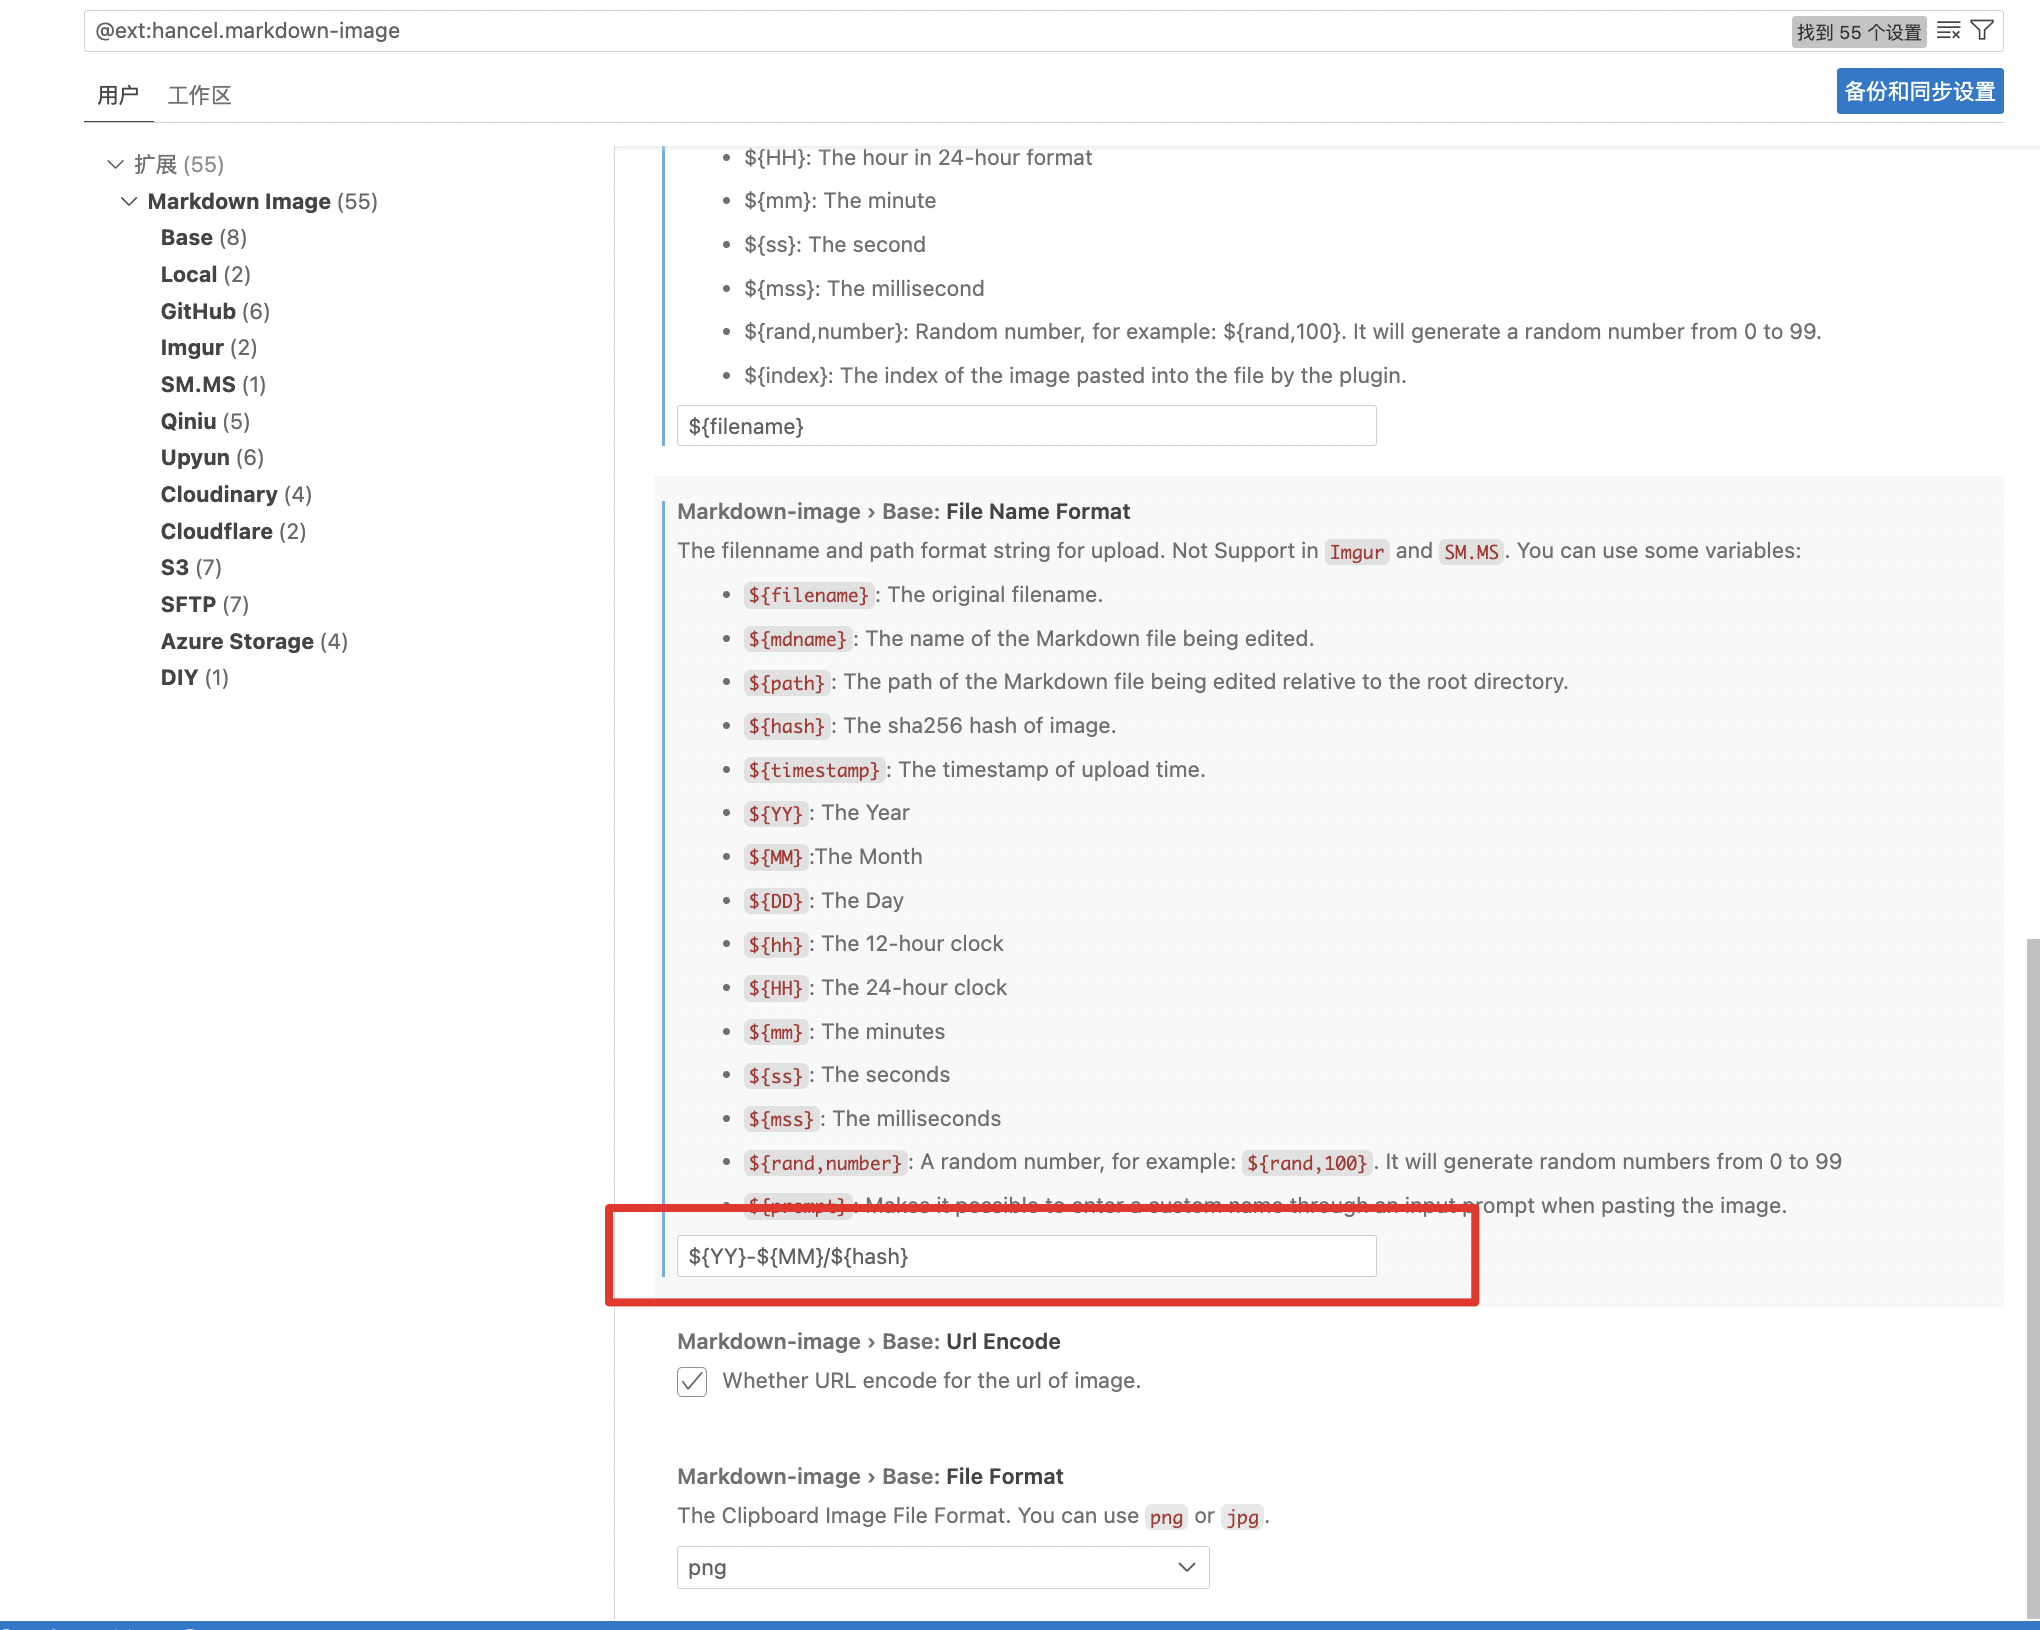 @ext:hancel.markdown-image
找到 55 个设置
用户 工作区
备份和同步设置
扩展 (55)
Markdown Image (55)
Base (8)
Local (2)
GitHub (6)
Imgur (2)
SM.MS (1)
Qiniu (5)
Upyun (6)
Cloudinary (4)
Cloudflare (2)
S3 (7)
SFTP (7)
Azure Storage (4)
DIY (1)
• ${HH}: The hour in 24-hour format
• ${mm}: The minute
• ${ss}: The second
• ${mss}: The millisecond
• ${rand,number}: Random number, for example: ${rand,100}. It will generate a random number from 0 to 99.
• ${index}: The index of the image pasted into the file by the plugin.
${filename}
Markdown-image › Base: File Name Format
The filenname and path format string for upload. Not Support in Imgur and SM.MS. You can use some variables:
• ${filename}: The original filename.
• ${mdname}: The name of the Markdown file being edited.
• ${path}: The path of the Markdown file being edited relative to the root directory.
• ${hash}: The sha256 hash of image.
• ${timestamp}: The timestamp of upload time.
• ${YY}: The Year
• ${MM}:The Month
• ${DD}: The Day
• ${hh}: The 12-hour clock
• ${HH}: The 24-hour clock
• ${mm}: The minutes
• ${ss}: The seconds
• ${mss}: The milliseconds
• ${rand,number}: A random number, for example: ${rand,100}. It will generate random numbers from 0 to 99
• ${prompt}: Makes it possible to enter a custom name through an input prompt when pasting the image.
${YY}-${MM}/${hash}
Markdown-image › Base: Url Encode
Whether URL encode for the url of image.
Markdown-image › Base: File Format
The Clipboard Image File Format. You can use png or jpg.
png